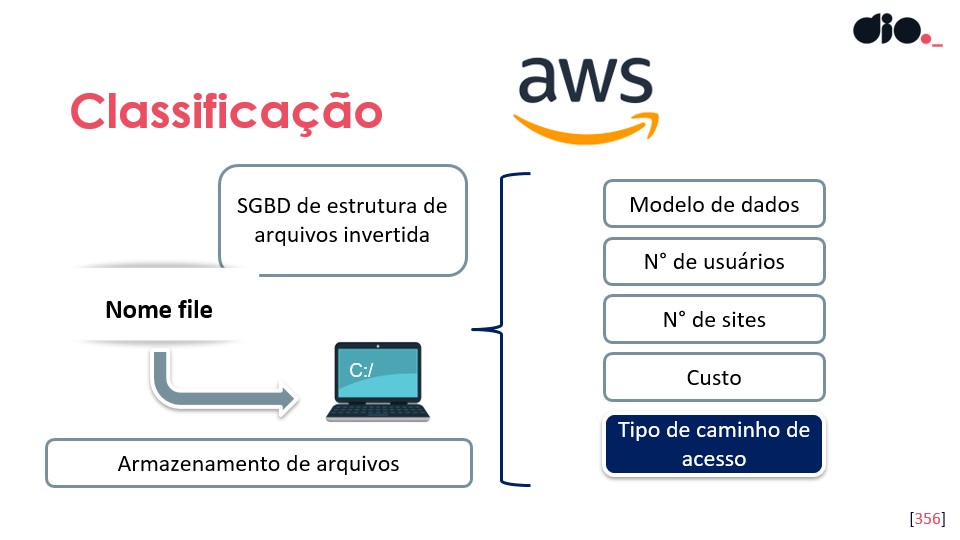 dio._
aws
Classificação
SGBD de estrutura de
arquivos invertida
Nome file
C:/
Armazenamento de arquivos
Modelo de dados
N° de usuários
N° de sites
Custo
Tipo de caminho de
acesso
[356]